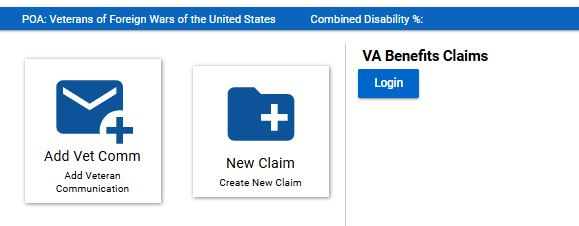 POA: Veterans of Foreign Wars of the United States Combined Disability %:
Add Vet Comm
Add Veteran
Communication
New Claim
Create New Claim
VA Benefits Claims
Login